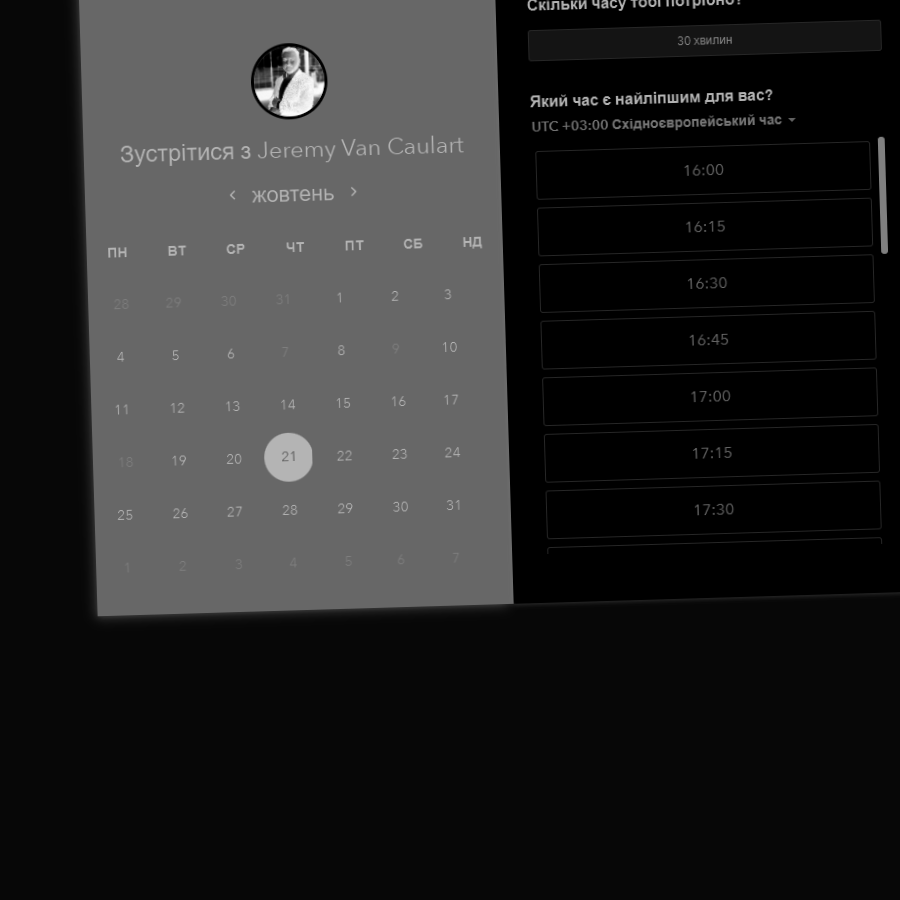 Зустрітися з Jeremy Van Caulart
‹ жовтень ›
ПН ВТ СР ЧТ ПТ СБ НД
28 29 30 31 1 2 3
4 5 6 7 8 9 10
11 12 13 14 15 16 17
18 19 20 21 22 23 24
25 26 27 28 29 30 31
1 2 3 4 5 6 7
Скільки часу тобі потрібно?
30 хвилин
Який час є найліпшим для вас?
UTC +03:00 Східноєвропейський час
16:00
16:15
16:30
16:45
17:00
17:15
17:30